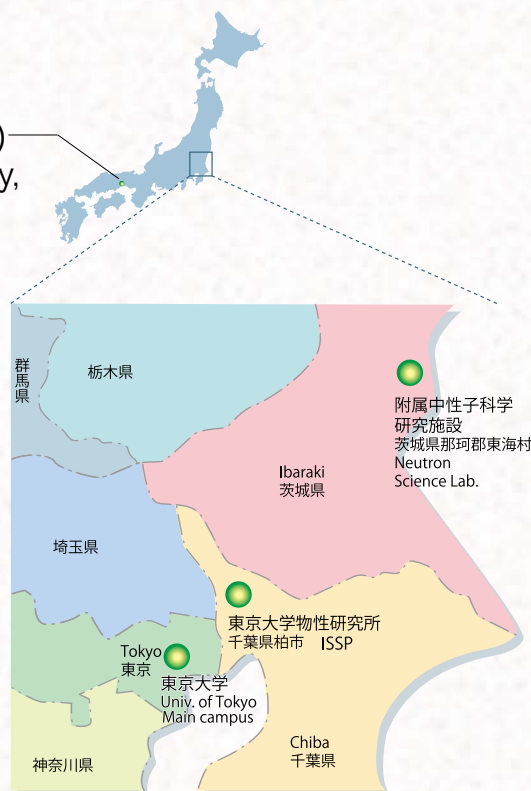 )
y,
群馬県
栃木県
附属中性子科学
研究施設
茨城県那珂郡東海村
Neutron
Science Lab.
Ibaraki
茨城県
埼玉県
東京大学物性研究所
千葉県柏市 ISSP
Tokyo
東京
東京大学
Univ. of Tokyo
Main campus
Chiba
千葉県
神奈川県